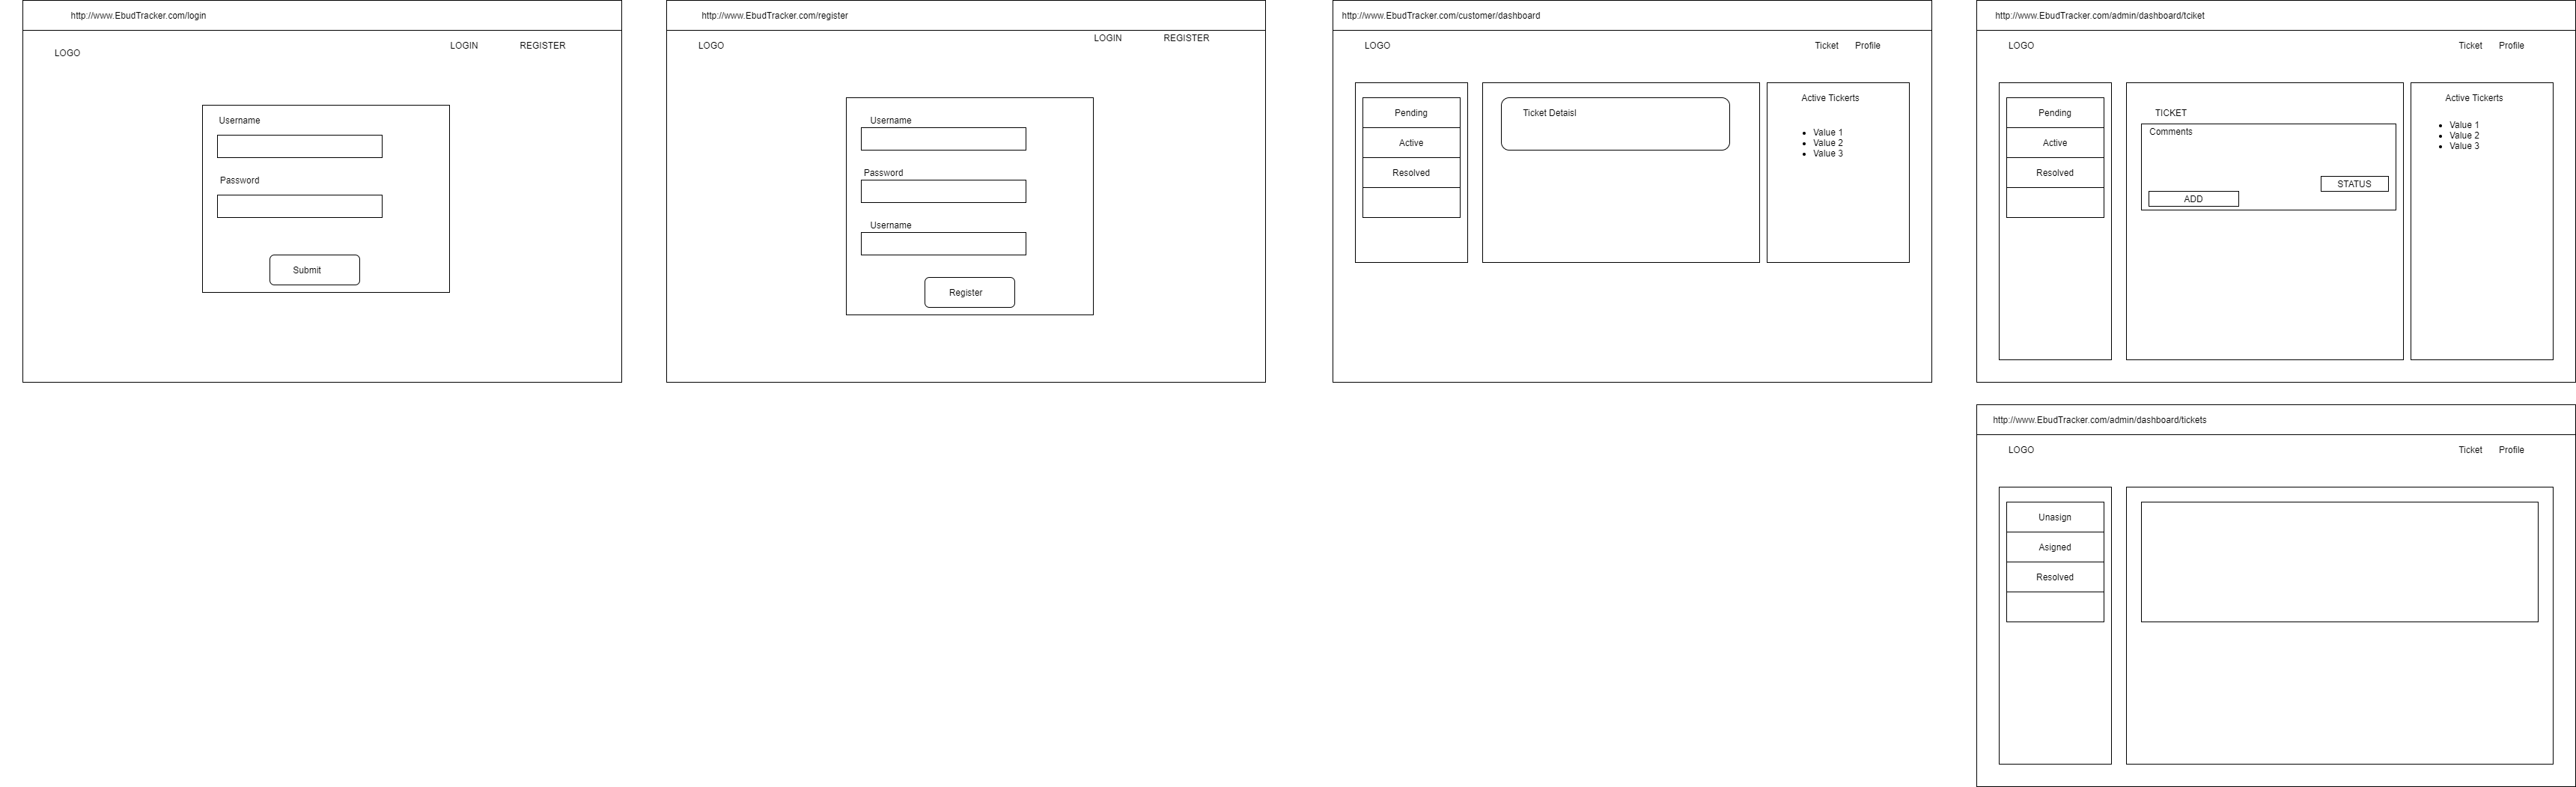 http://www.EbudTracker.com/login
LOGO
LOGIN
REGISTER
Username
Password
Submit
http://www.EbudTracker.com/register
LOGO
LOGIN
REGISTER
Username
Password
Username
Register
http://www.EbudTracker.com/customer/dashboard
LOGO
Ticket
Profile
Pending
Active
Resolved
Ticket Detaisl
Active Tickerts
Value 1
Value 2
Value 3
http://www.EbudTracker.com/admin/dashboard/tciket
LOGO
Ticket
Profile
Pending
Active
Resolved
TICKET
Comments
STATUS
ADD
Active Tickerts
Value 1
Value 2
Value 3
http://www.EbudTracker.com/admin/dashboard/tickets
LOGO
Ticket
Profile
Unasign
Asigned
Resolved